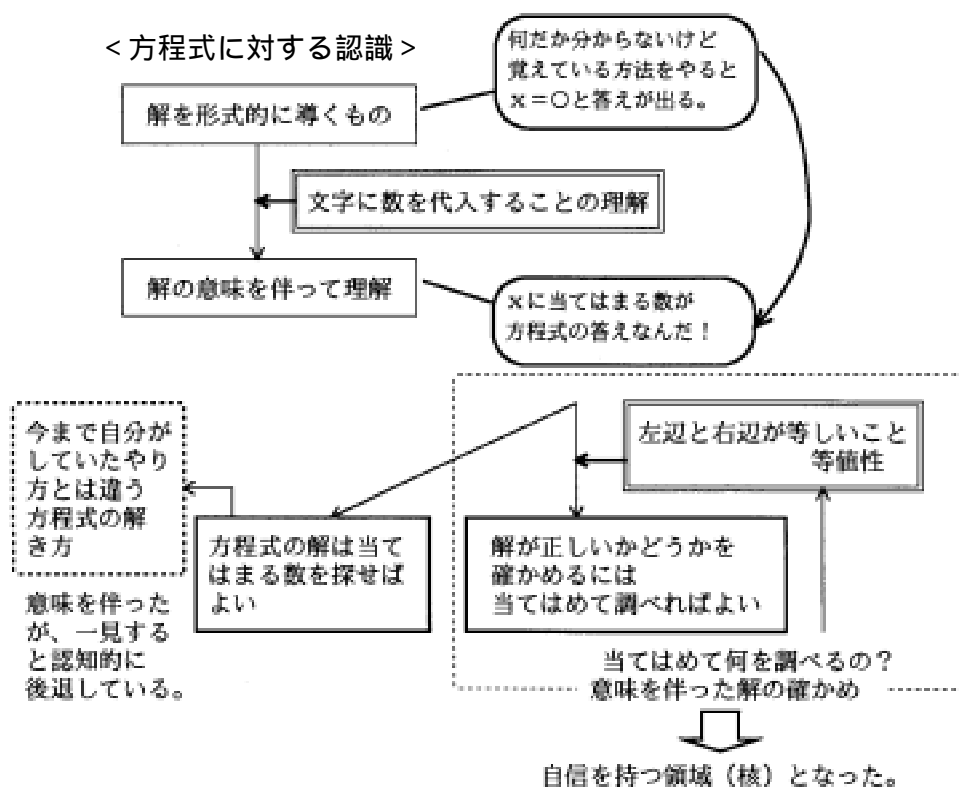 ＜方程式に対する認識＞
何だか分からないけど
覚えている方法をやると
x＝○と答えが出る。
解を形式的に導くもの
文字に数を代入することの理解
解の意味を伴って理解
xに当てはまる数が
方程式の答えなんだ！
今まで自分が
していたやり
方とは違う
方程式の解
き方
左辺と右辺が等しいこと
等値性
方程式の解は当て
はまる数を探せば
よい
解が正しいかどうかを
確かめるには
当てはめて調べればよい
意味を伴った
が、一見する
と認知的に
後退している。
当てはめて何を調べるの？
意味を伴った解の確かめ
自信を持つ領域（核）となった。